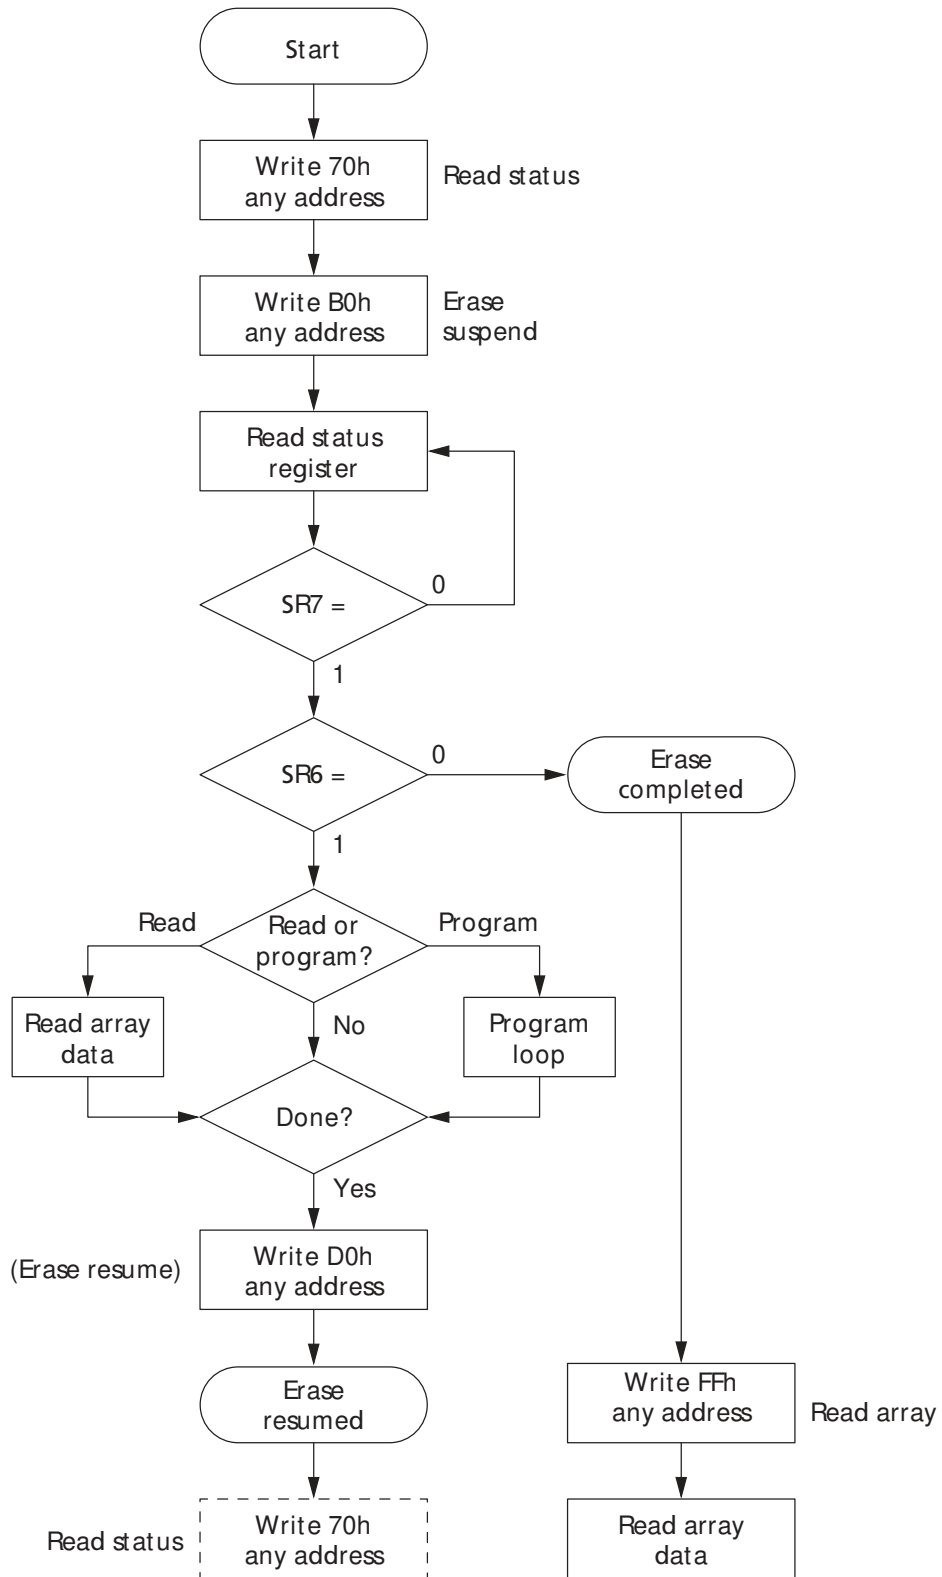 Start
Write 70h
any address
Read status
Write B0h
any address
Erase
suspend
Read status
register
SR7 =
0
1
SR6 =
0
Erase
completed
1
Read
Read or
program?
Program
Read array
data
No
Program
loop
Done?
Yes
(Erase resume)
Write D0h
any address
Erase
resumed
Write FFh
any address
Read array
Read status
Write 70h
any address
Read array
data